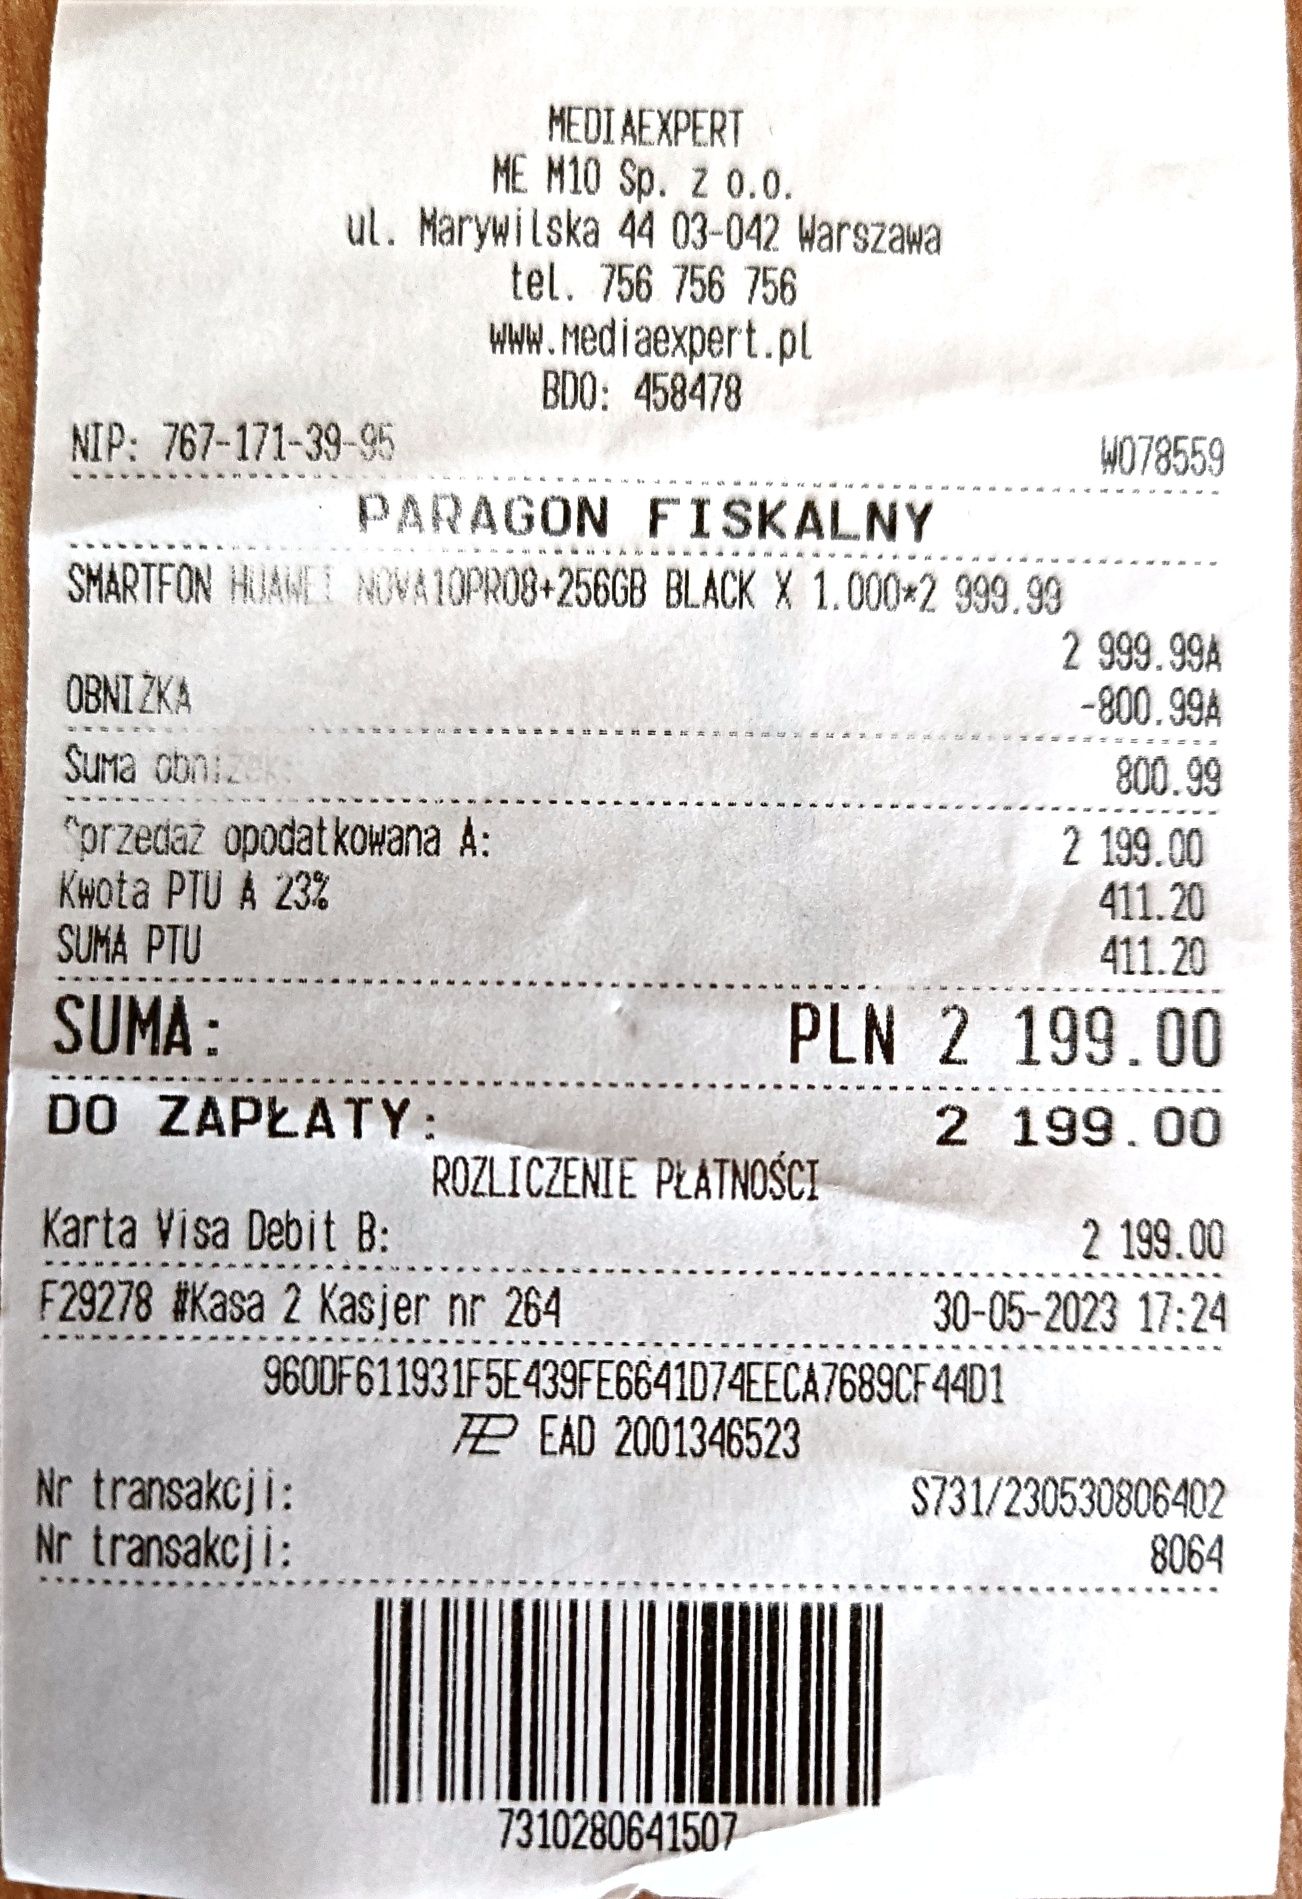 MEDIAEXPERT
ME M10 Sp. z o.o.
ul. Marywilska 44 03-042 Warszawa
tel. 756 756 756
www.mediaexpert.pl
BDO: 458478
NIP: 767-171-39-95 W078559
PARAGON FISKALNY
SMARTFON HUAWEI NOVA10PRO8+256GB BLACK X 1.000*2 999.99
2 999.99A
OBNIŻKA -800.99A
Suma obniżek: 800.99
Sprzedaż opodatkowana A: 2 199.00
Kwota PTU A 23% 411.20
SUMA PTU 411.20
SUMA: PLN 2 199.00
DO ZAPŁATY: 2 199.00
ROZLICZENIE PŁATNOŚCI
Karta Visa Debit B: 2 199.00
F29278 #Kasa 2 Kasjer nr 264 30-05-2023 17:24
960DF611931F5E439FE6641D74EECA7689CF44D1
EAD 2001346523
Nr transakcji: S731/230530806402
Nr transakcji: 8064
7310280641507